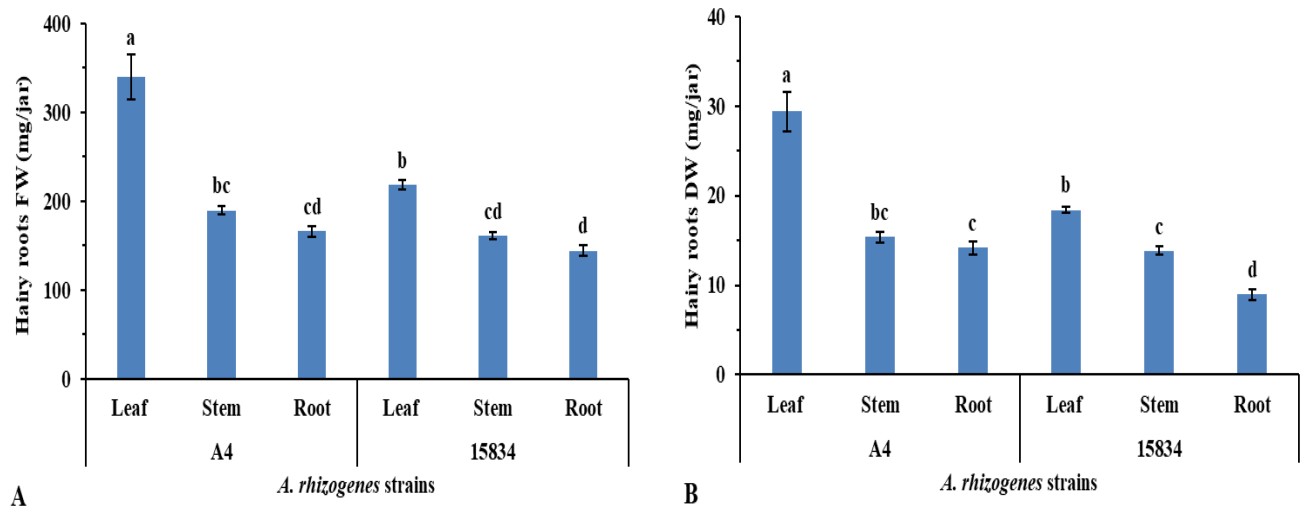 Hairy roots FW (mg/jar)
400
300
200
100
0
a
bc
cd
b
cd
d
Leaf Stem Root Leaf Stem Root
A4 15834
A. rhizogenes strains
A
Hairy roots DW (mg/jar)
40
30
20
10
0
a
bc
c
b
c
d
Leaf Stem Root Leaf Stem Root
A4 15834
A. rhizogenes strains
B